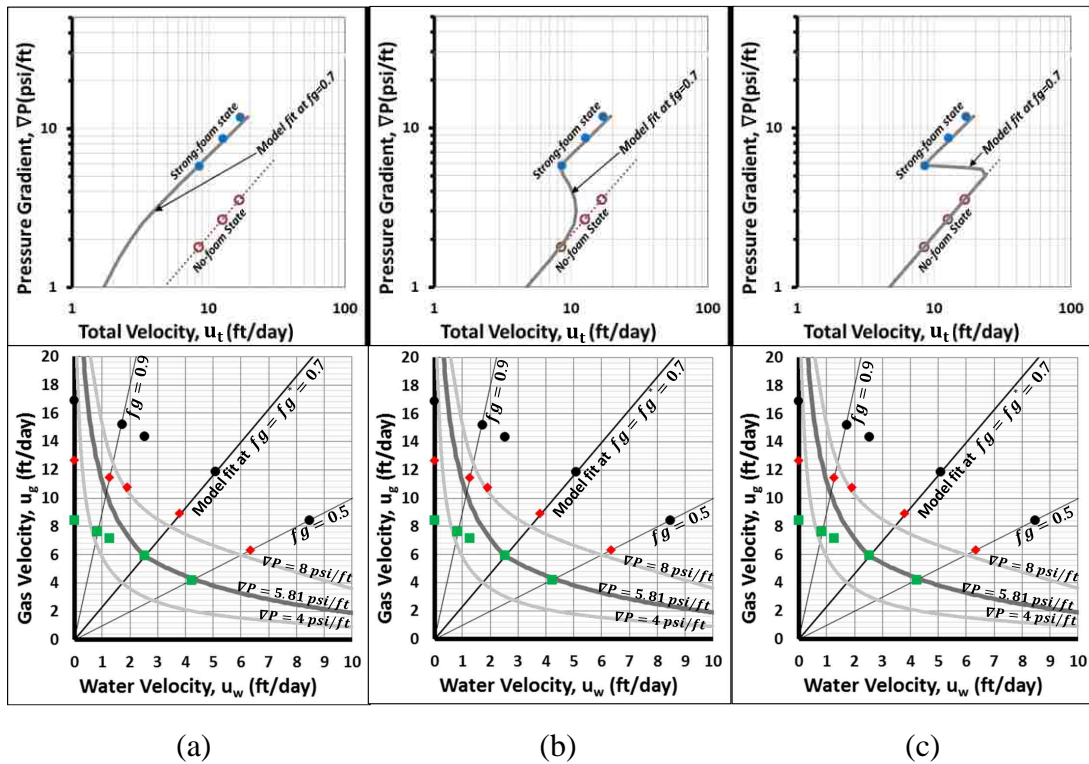 Pressure Gradient, ∇P(psi/ft)
100
10
1
1 10 100
Strong-foam state
Model fit at fg=0.7
No-foam State
Total Velocity, ut (ft/day)
Pressure Gradient, ∇P(psi/ft)
100
10
1
1 10 100
Strong-foam state
Model fit at fg=0.7
No-foam State
Total Velocity, ut (ft/day)
Pressure Gradient, ∇P(psi/ft)
100
10
1
1 10 100
Strong-foam state
Model fit at fg=0.7
No-foam State
Total Velocity, ut (ft/day)
Gas Velocity, ug (ft/day)
20
18
16
14
12
10
8
6
4
2
0
0 1 2 3 4 5 6 7 8 9 10
fg = 0.9
Model fit at fg = fg* = 0.7
fg = 0.5
∇P = 8 psi/ft
∇P = 5.81 psi/ft
∇P = 4 psi/ft
Water Velocity, uw (ft/day)
Gas Velocity, ug (ft/day)
20
18
16
14
12
10
8
6
4
2
0
0 1 2 3 4 5 6 7 8 9 10
fg = 0.9
Model fit at fg = fg* = 0.7
fg = 0.5
∇P = 8 psi/ft
∇P = 5.81 psi/ft
∇P = 4 psi/ft
Water Velocity, uw (ft/day)
Gas Velocity, ug (ft/day)
20
18
16
14
12
10
8
6
4
2
0
0 1 2 3 4 5 6 7 8 9 10
fg = 0.9
Model fit at fg = fg* = 0.7
fg = 0.5
∇P = 8 psi/ft
∇P = 5.81 psi/ft
∇P = 4 psi/ft
Water Velocity, uw (ft/day)
(a) (b) (c)